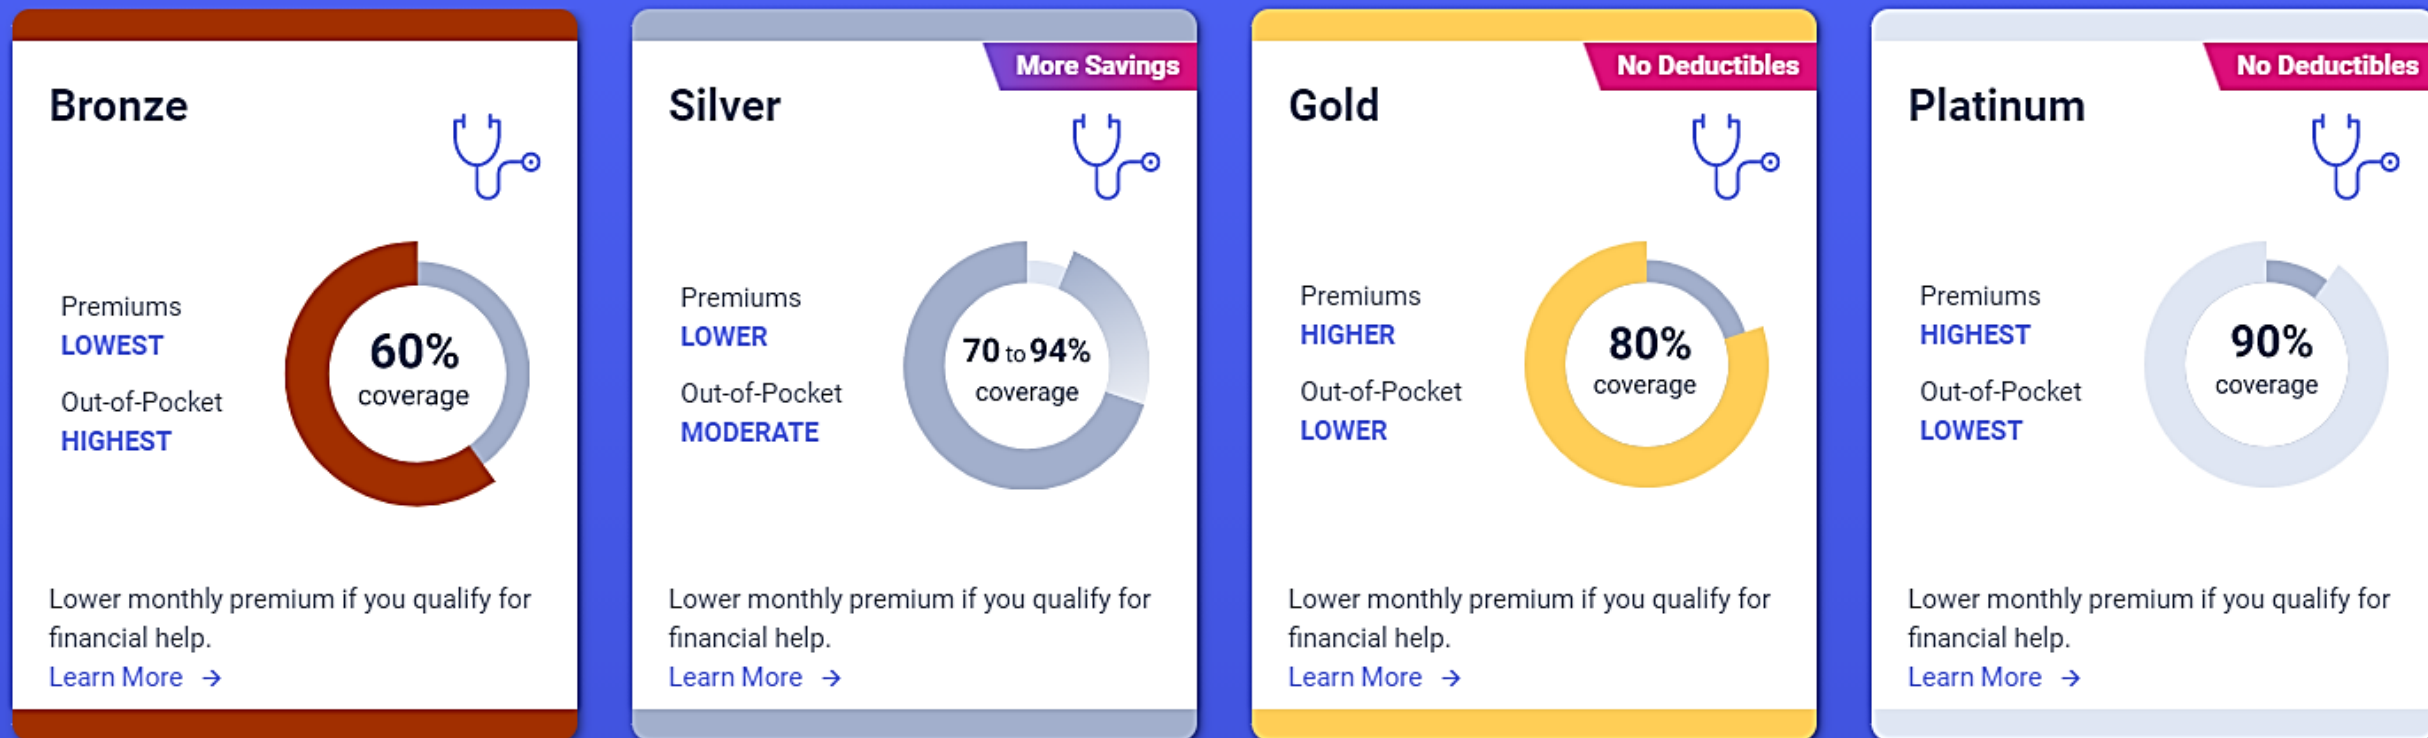 Bronze
Premiums
LOWEST
Out-of-Pocket
HIGHEST
60%
coverage
Lower monthly premium if you qualify for
financial help.
Learn More →
More Savings
Silver
Premiums
LOWER
Out-of-Pocket
MODERATE
70 to 94%
coverage
Lower monthly premium if you qualify for
financial help.
Learn More →
No Deductibles
Gold
Premiums
HIGHER
Out-of-Pocket
LOWER
80%
coverage
Lower monthly premium if you qualify for
financial help.
Learn More →
No Deductibles
Platinum
Premiums
HIGHEST
Out-of-Pocket
LOWEST
90%
coverage
Lower monthly premium if you qualify for
financial help.
Learn More →